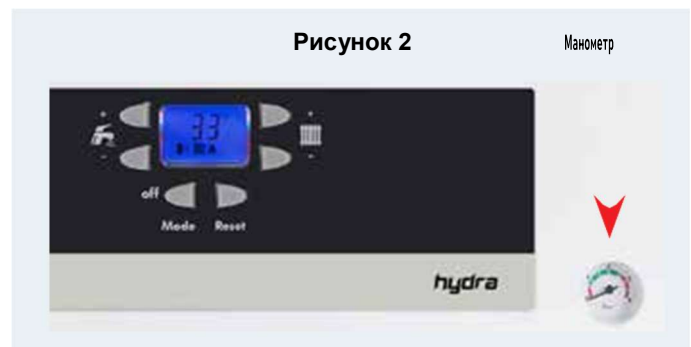 Рисунок 2
Манометр
+ +
33
- -
off
Mode Reset
hydra